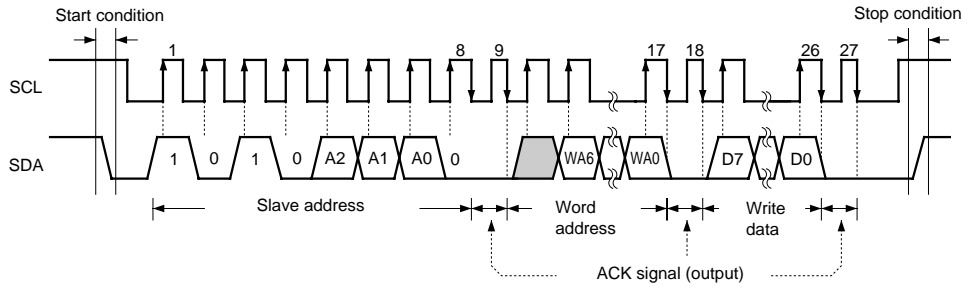 Start condition
Stop condition
1 8 9 17 18 26 27
SCL
SDA
1 0 1 0 A2 A1 A0 0 WA6 WA0 D7 D0
Slave address
Word
address
Write
data
ACK signal (output)